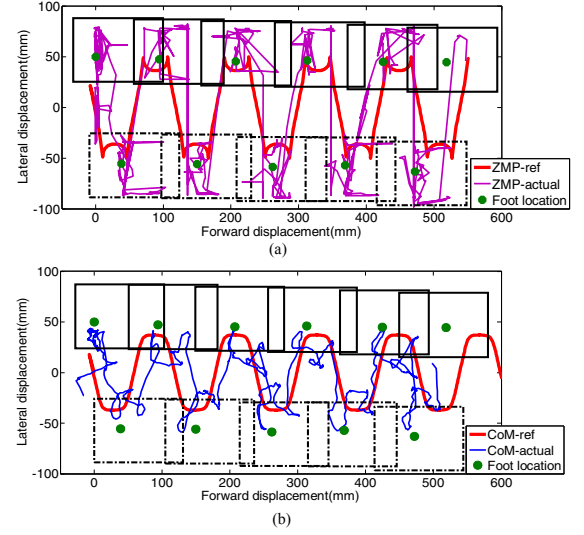 100
50
0
-50
-100
Lateral displacement(mm)
ZMP-ref
ZMP-actual
Foot location
0 100 200 300 400 500 600
Forward displacement(mm)
(a)
100
50
0
-50
-100
Lateral displacement(mm)
CoM-ref
CoM-actual
Foot location
0 100 200 300 400 500 600
Forward displacement(mm)
(b)